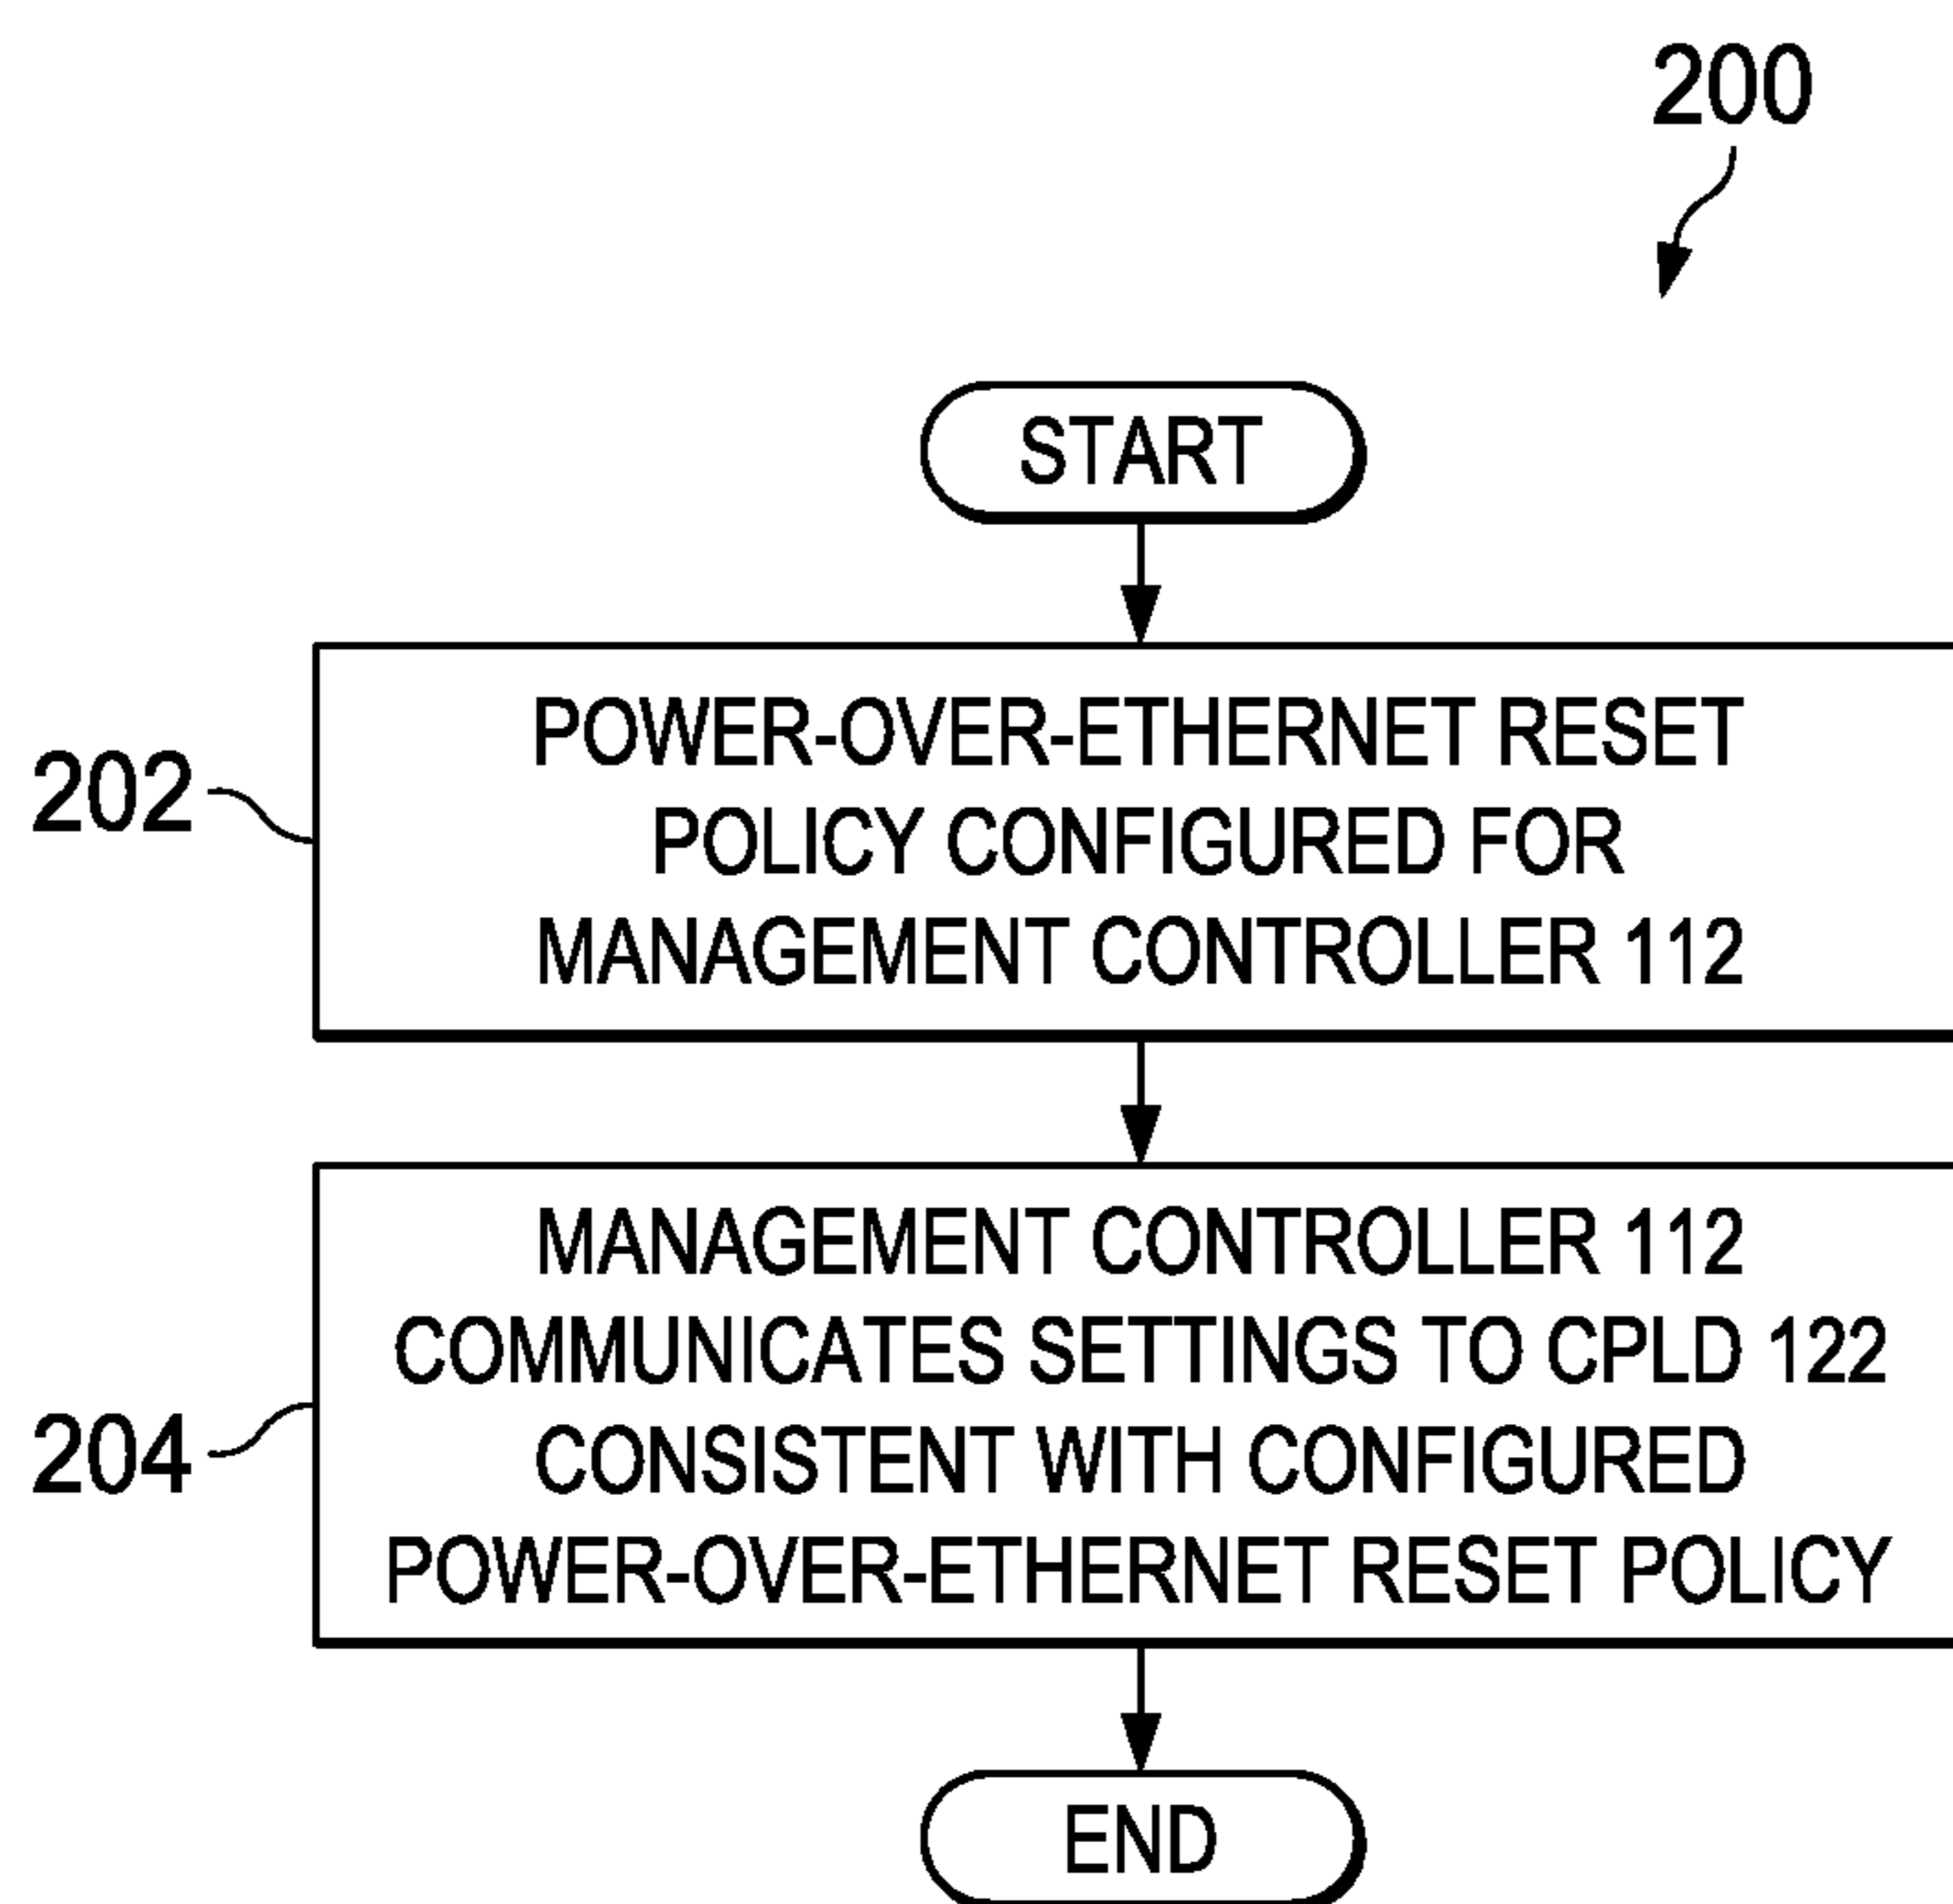 200
START
202
POWER-OVER-ETHERNET RESET
POLICY CONFIGURED FOR
MANAGEMENT CONTROLLER 112
204
MANAGEMENT CONTROLLER 112
COMMUNICATES SETTINGS TO CPLD 122
CONSISTENT WITH CONFIGURED
POWER-OVER-ETHERNET RESET POLICY
END